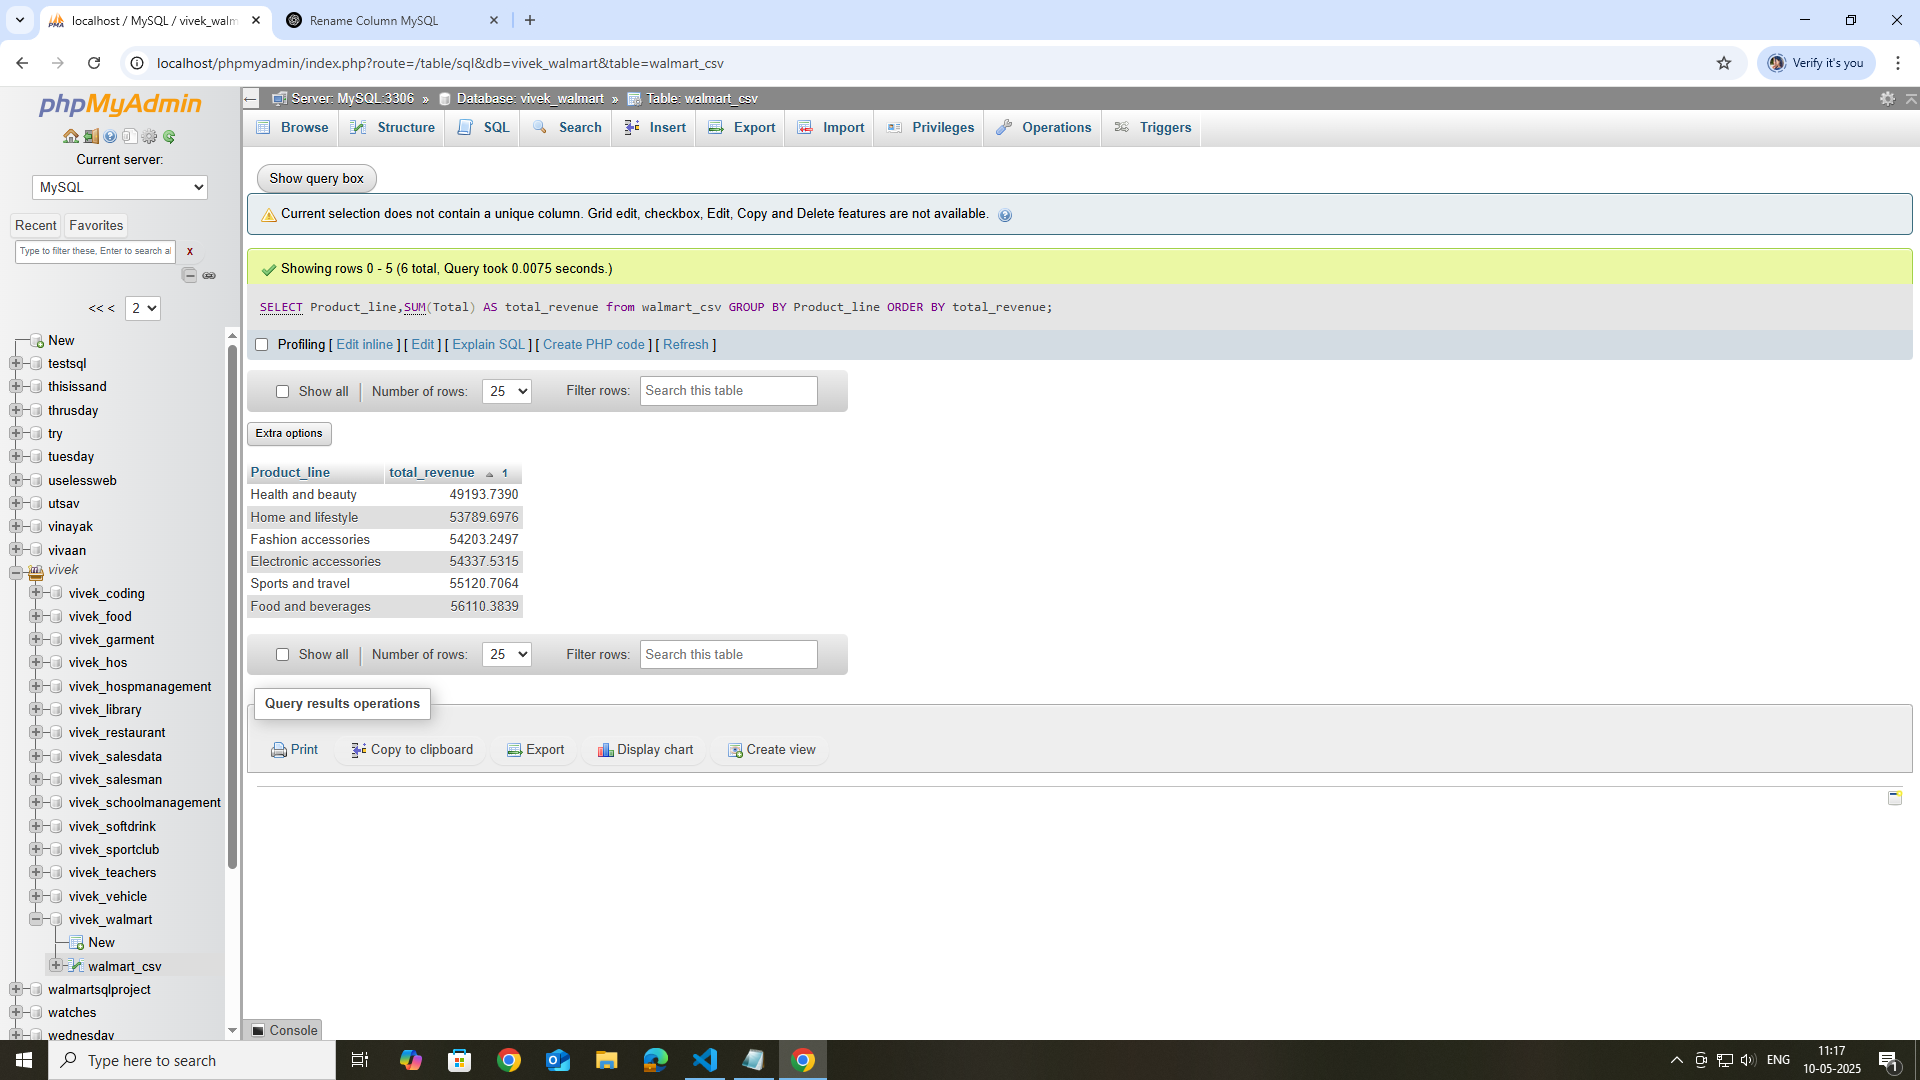 localhost / MySQL / vivek_walm
Rename Column MySQL
localhost/phpmyadmin/index.php?route=/table/sql&db=vivek_walmart&table=walmart_csv
Verify it's you
phpMyAdmin
Current server:
MySQL
Recent Favorites
Type to filter these, Enter to search al
x
<< < 2
New
testsql
thisissand
thrusday
try
tuesday
uselessweb
utsav
vinayak
vivaan
vivek
vivek_coding
vivek_food
vivek_garment
vivek_hos
vivek_hospmanagement
vivek_library
vivek_restaurant
vivek_salesdata
vivek_salesman
vivek_schoolmanagement
vivek_softdrink
vivek_sportclub
vivek_teachers
vivek_vehicle
vivek_walmart
New
walmart_csv
walmartsqlproject
watches
wednesday
Server: MySQL:3306 » Database: vivek_walmart » Table: walmart_csv
Browse Structure SQL Search Insert Export Import Privileges Operations Triggers
Show query box
Current selection does not contain a unique column. Grid edit, checkbox, Edit, Copy and Delete features are not available.
Showing rows 0 - 5 (6 total, Query took 0.0075 seconds.)
SELECT Product_line,SUM(Total) AS total_revenue from walmart_csv GROUP BY Product_line ORDER BY total_revenue;
Profiling [ Edit inline ] [ Edit ] [ Explain SQL ] [ Create PHP code ] [ Refresh ]
Show all Number of rows: 25 Filter rows: Search this table
Extra options
Product_line total_revenue 1
Health and beauty 49193.7390
Home and lifestyle 53789.6976
Fashion accessories 54203.2497
Electronic accessories 54337.5315
Sports and travel 55120.7064
Food and beverages 56110.3839
Show all Number of rows: 25 Filter rows: Search this table
Query results operations
Print Copy to clipboard Export Display chart Create view
Console
Type here to search
ENG
11:17
10-05-2025
1